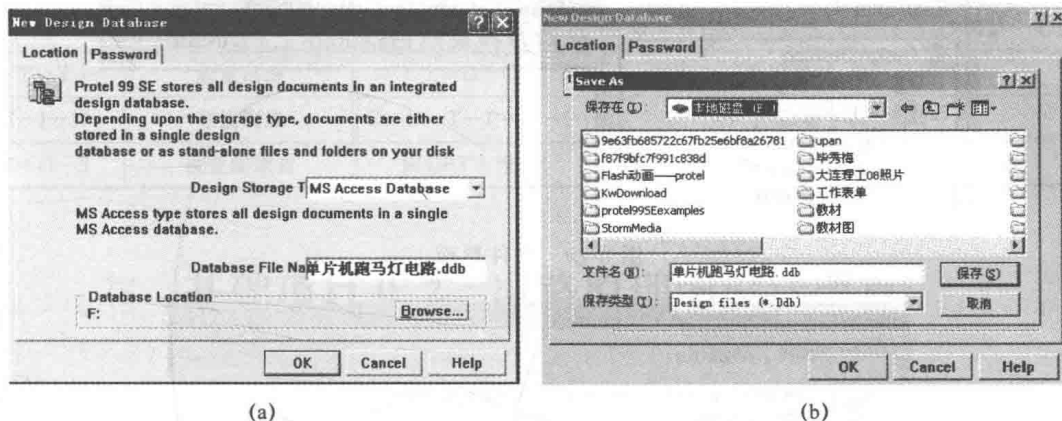 New Design Database
Location
Password
Protel 99 SE stores all design documents in an integrated
design database.
Depending upon the storage type, documents are either
stored in a single design
database or as stand-alone files and folders on your disk
Design Storage T
MS Access Database
MS Access type stores all design documents in a single
MS Access database.
Database File Na
单片机跑马灯电路.ddb
Database Location
F:
Browse...
OK
Cancel
Help
(a)
New Design Database
Location
Password
Save As
保存在(I):
本地磁盘 (F:)
9e63fb685722c67fb25e6bf8a26781
f87f9bfc7f991c838d
Flash动画——protel
KwDownload
protel99SEexamples
StormMedia
upan
毕秀梅
大连理工08照片
工作表单
教材
教材图
文件名(N):
单片机跑马灯电路.ddb
保存(S)
保存类型(T):
Design files (*.Ddb)
取消
OK
Cancel
Help
(b)